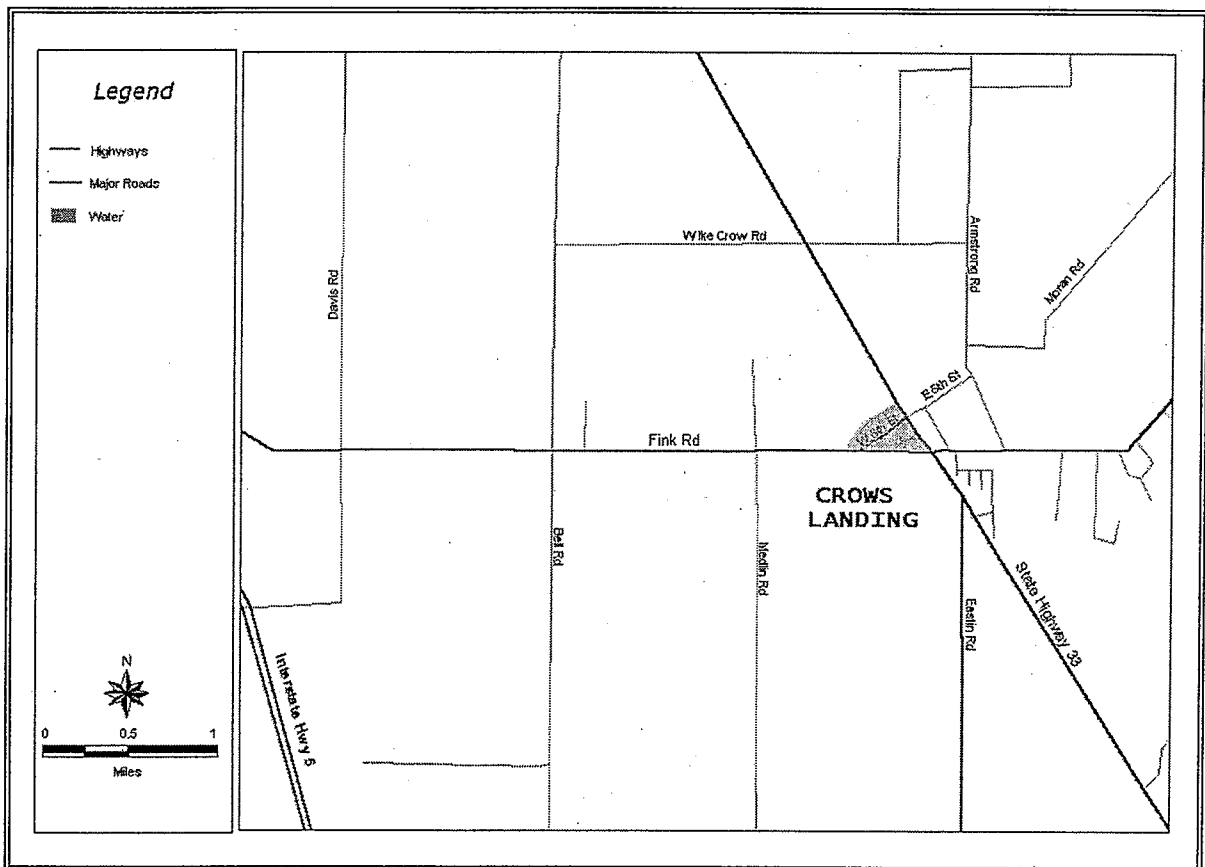 Legend
Highways
Major Roads
Water
N
0 0.5 1
Miles
Davis Rd
Wike Crow Rd
Armstrong Rd
Moran Rd
E 5th St
Fink Rd
CROWS
LANDING
Bell Rd
Medlin Rd
Eastin Rd
State Highway 33
Interstate Hwy 5